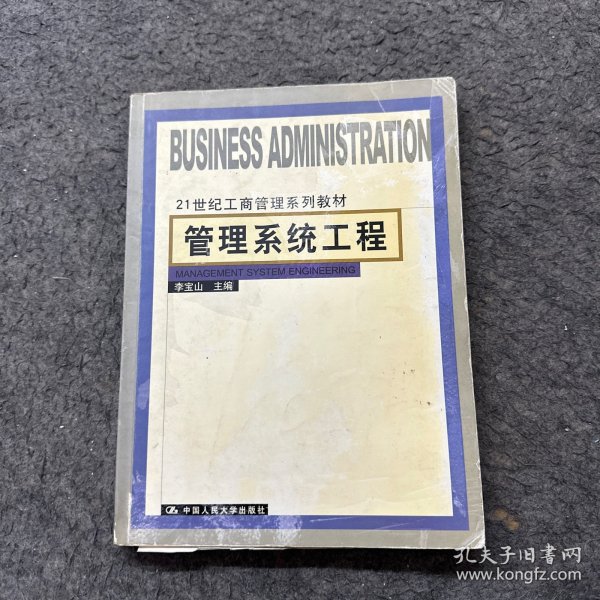 BUSINESS ADMINISTRATION
21世纪工商管理系列教材
管理系统工程
MANAGEMENT SYSTEM ENGINEERING
李宝山 主编
中国人民大学出版社
孔夫子旧书网
www.kongfz.com